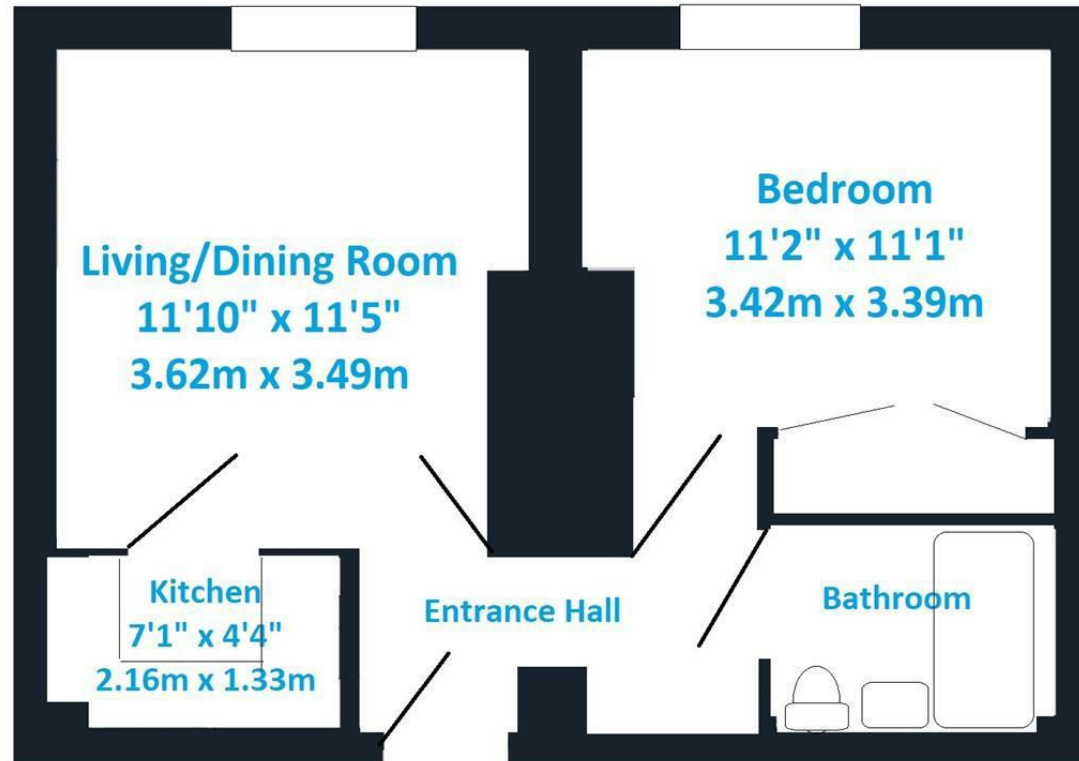 Living/Dining Room
11'10" x 11'5"
3.62m x 3.49m
Bedroom
11'2" x 11'1"
3.42m x 3.39m
Kitchen
7'1" x 4'4"
2.16m x 1.33m
Entrance Hall
Bathroom